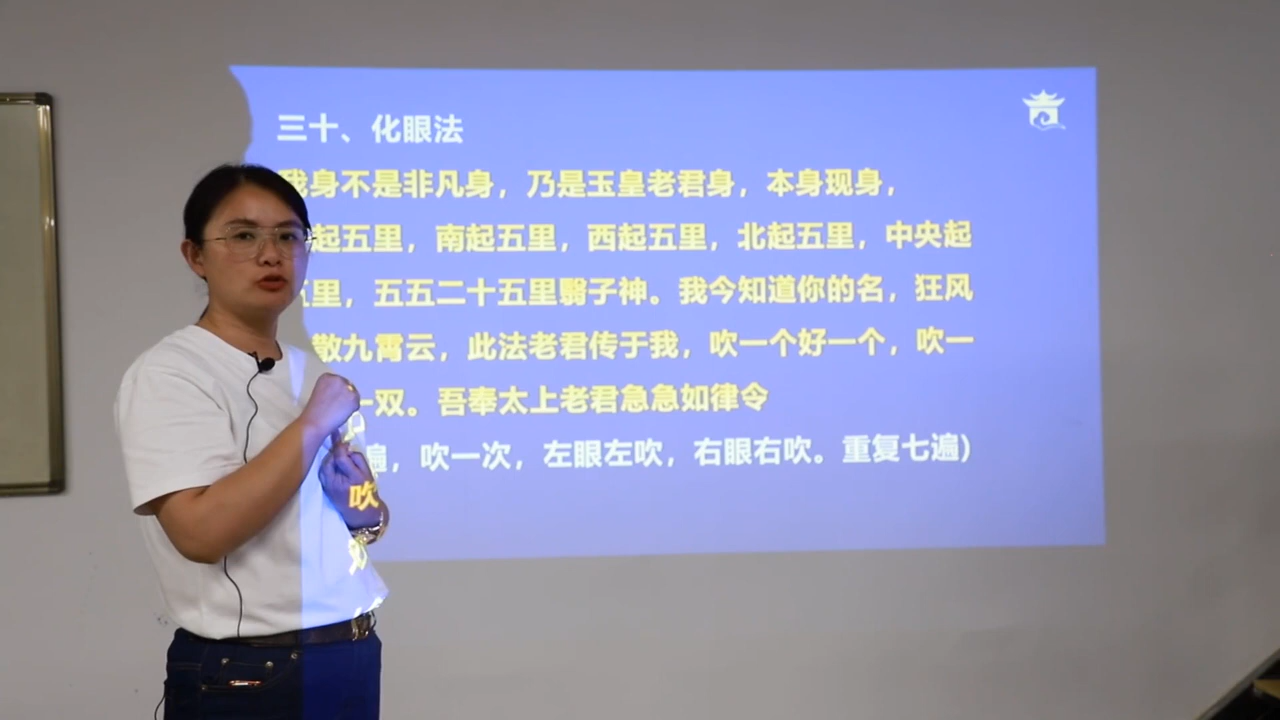 三十、化眼法
我身不是非凡身，乃是玉皇老君身，本身现身，
起五里，南起五里，西起五里，北起五里，中央起
里，五五二十五里翳子神。我今知道你的名，狂风
散九霄云，此法老君传于我，吹一个好一个，吹一
一双。吾奉太上老君急急如律令
遍，吹一次，左眼左吹，右眼右吹。重复七遍)
吹